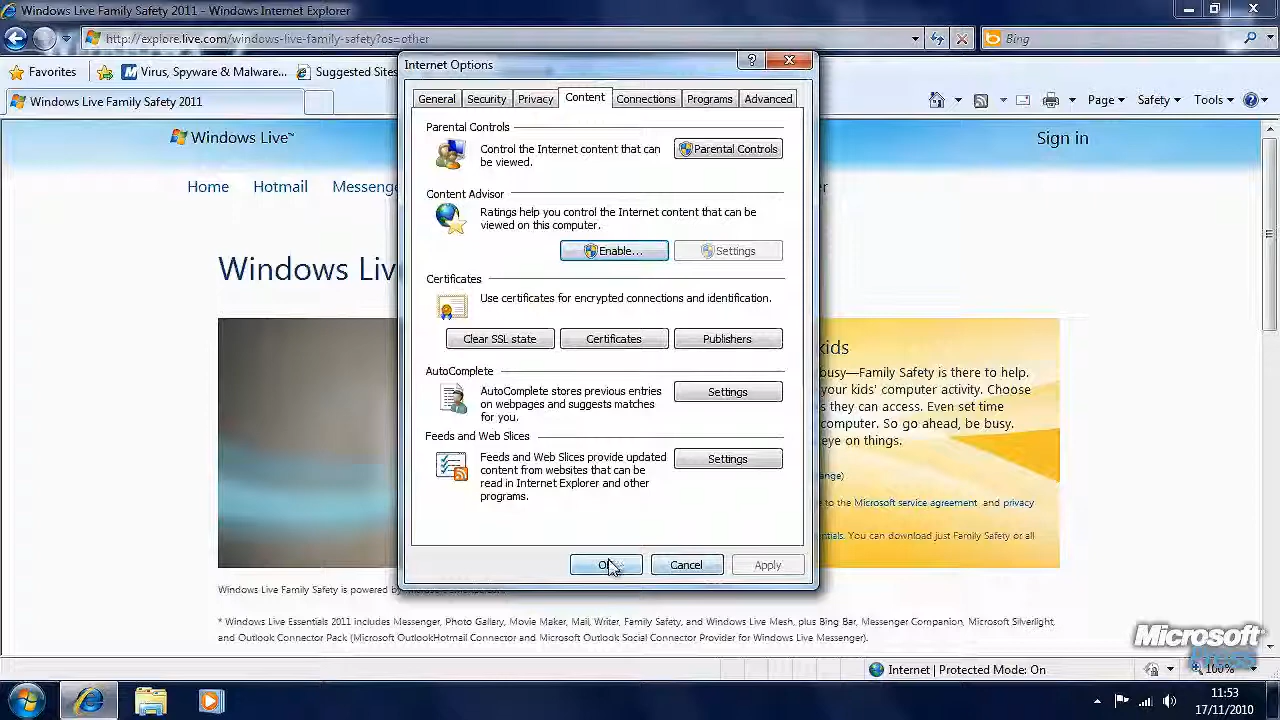 Windows Live Family Safety 2011 - Windows Internet Explorer
http://explore.live.com/windows-live-family-safety?os=other
Bing
Favorites
Virus, Spyware & Malware...
Suggested Sites
Windows Live Family Safety 2011
Page
Safety
Tools
Internet Options
General
Security
Privacy
Content
Connections
Programs
Advanced
Parental Controls
Control the Internet content that can
be viewed.
Parental Controls
Content Advisor
Ratings help you control the Internet content that can be
viewed on this computer.
Enable...
Settings
Certificates
Use certificates for encrypted connections and identification.
Clear SSL state
Certificates
Publishers
AutoComplete
AutoComplete stores previous entries
on webpages and suggests matches
for you.
Settings
Feeds and Web Slices
Feeds and Web Slices provide updated
content from websites that can be
read in Internet Explorer and other
programs.
Settings
Cancel
Apply
Windows Live™
Sign in
Home
Hotmail
Messenge
Windows Liv
kids
busy—Family Safety is there to help.
your kids' computer activity. Choose
they can access. Even set time
computer. So go ahead, be busy.
eye on things.
to the Microsoft service agreement and privacy
You can download just Family Safety or all
Windows Live Family Safety is powered by
* Windows Live Essentials 2011 includes Messenger, Photo Gallery, Movie Maker, Mail, Writer, Family Safety, and Windows Live Mesh, plus Bing Bar, Messenger Companion, Microsoft Silverlight,
and Outlook Connector Pack (Microsoft OutlookHotmail Connector and Microsoft Outlook Social Connector Provider for Windows Live Messenger).
Microsoft
Press
Internet | Protected Mode: On
100%
11:53
17/11/2010